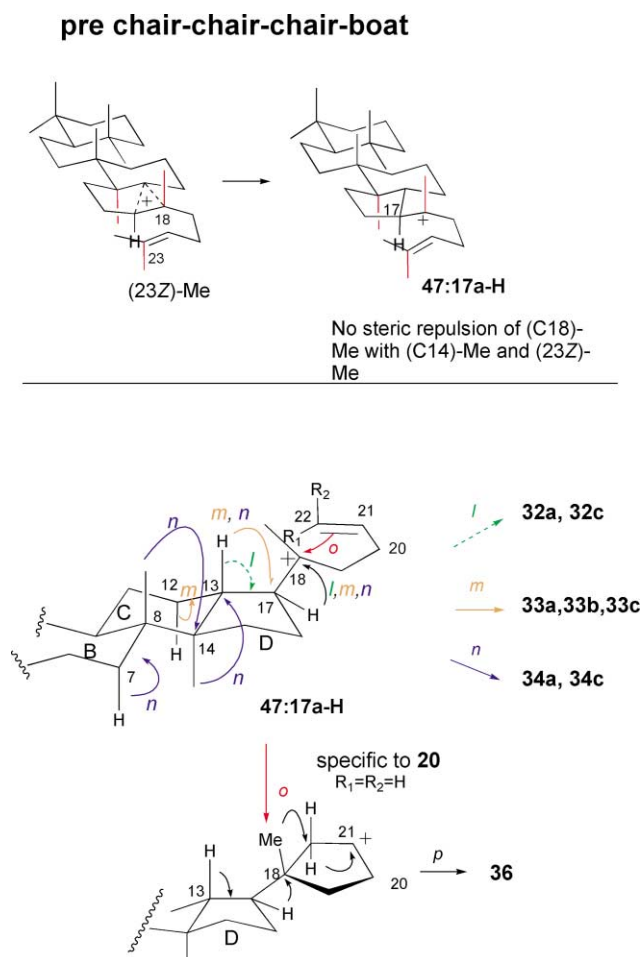 pre chair-chair-chair-boat
+
18
H
23
(23Z)-Me
17
H
+
47:17a-H
No steric repulsion of (C18)-
Me with (C14)-Me and (23Z)-
Me
R2
22
21
R1
o
20
+
18
n
m, n
H
l
12
m
13
17
l,m,n
H
C
8
H
14
D
B
7
n
n
H
47:17a-H
l
32a, 32c
m
33a,33b,33c
n
34a, 34c
specific to 20
R1=R2=H
o
H
Me
21
+
H
H
18
20
13
H
D
p
36